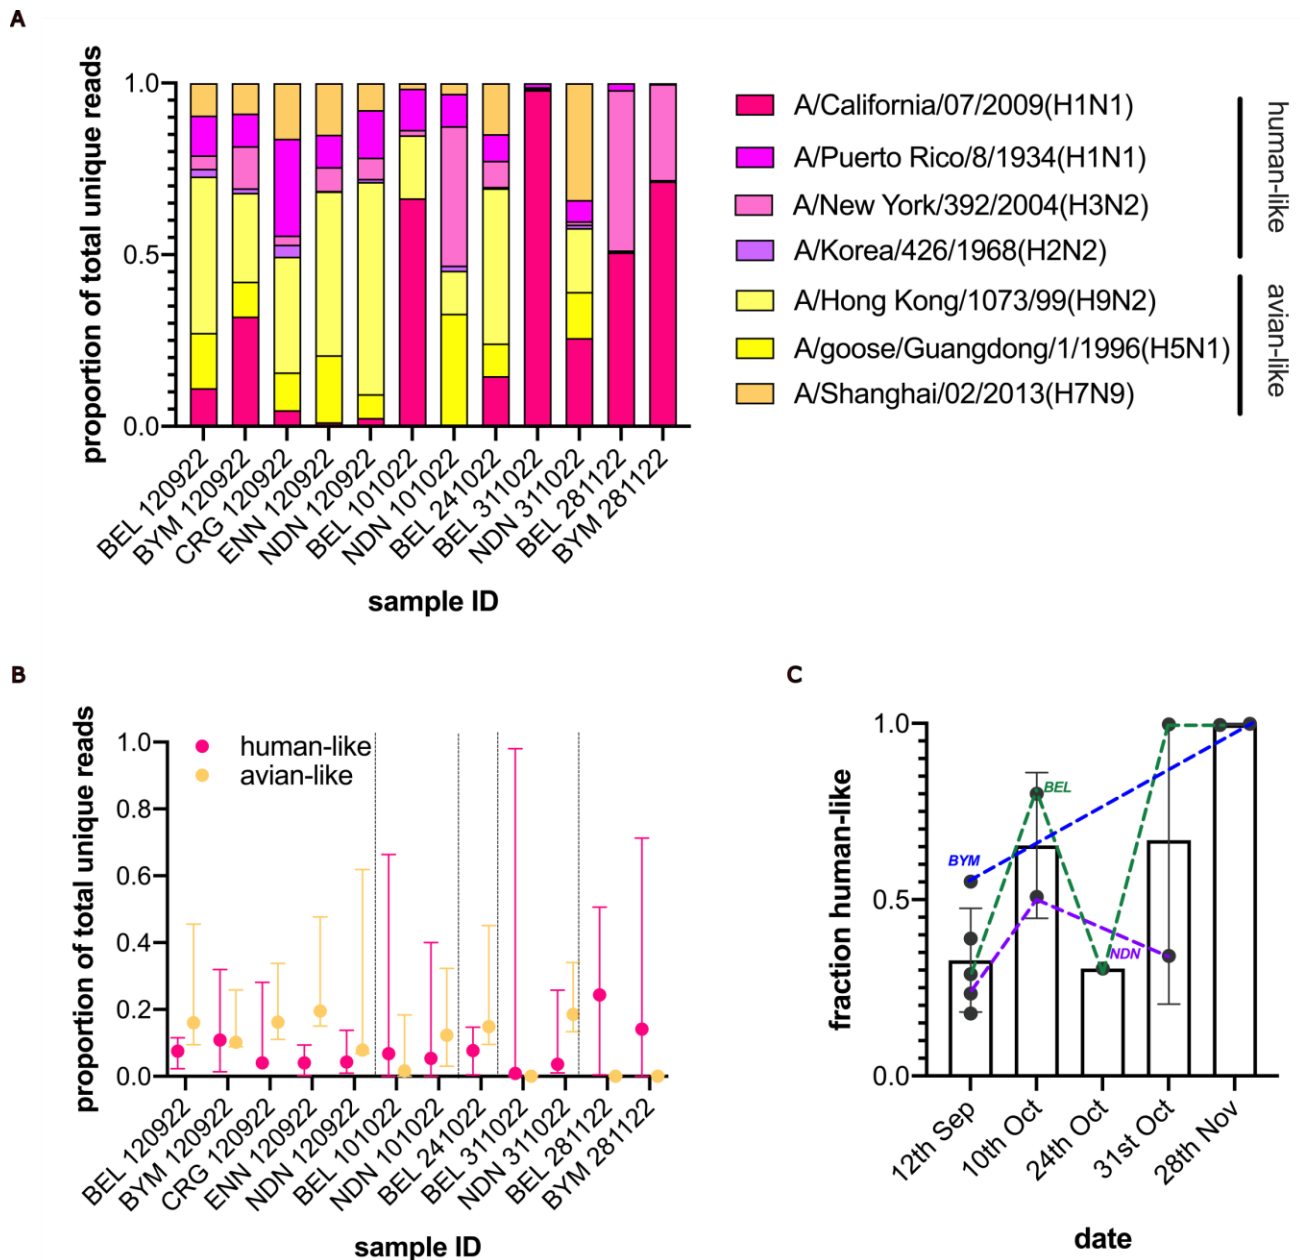 A
proportion of total unique reads
1.0
0.5
0.0
BEL 120922
BYM 120922
CRG 120922
ENN 120922
NDN 120922
BEL 101022
NDN 101022
BEL 241022
BEL 311022
NDN 311022
BEL 281122
BYM 281122
sample ID
A/California/07/2009(H1N1)
A/Puerto Rico/8/1934(H1N1)
A/New York/392/2004(H3N2)
A/Korea/426/1968(H2N2)
A/Hong Kong/1073/99(H9N2)
A/goose/Guangdong/1/1996(H5N1)
A/Shanghai/02/2013(H7N9)
human-like
avian-like
B
proportion of total unique reads
1.0
0.8
0.6
0.4
0.2
0.0
human-like
avian-like
BEL 120922
BYM 120922
CRG 120922
ENN 120922
NDN 120922
BEL 101022
NDN 101022
BEL 241022
BEL 311022
NDN 311022
BEL 281122
BYM 281122
sample ID
C
fraction human-like
1.0
0.5
0.0
BYM
BEL
NDN
12th Sep
10th Oct
24th Oct
31st Oct
28th Nov
date